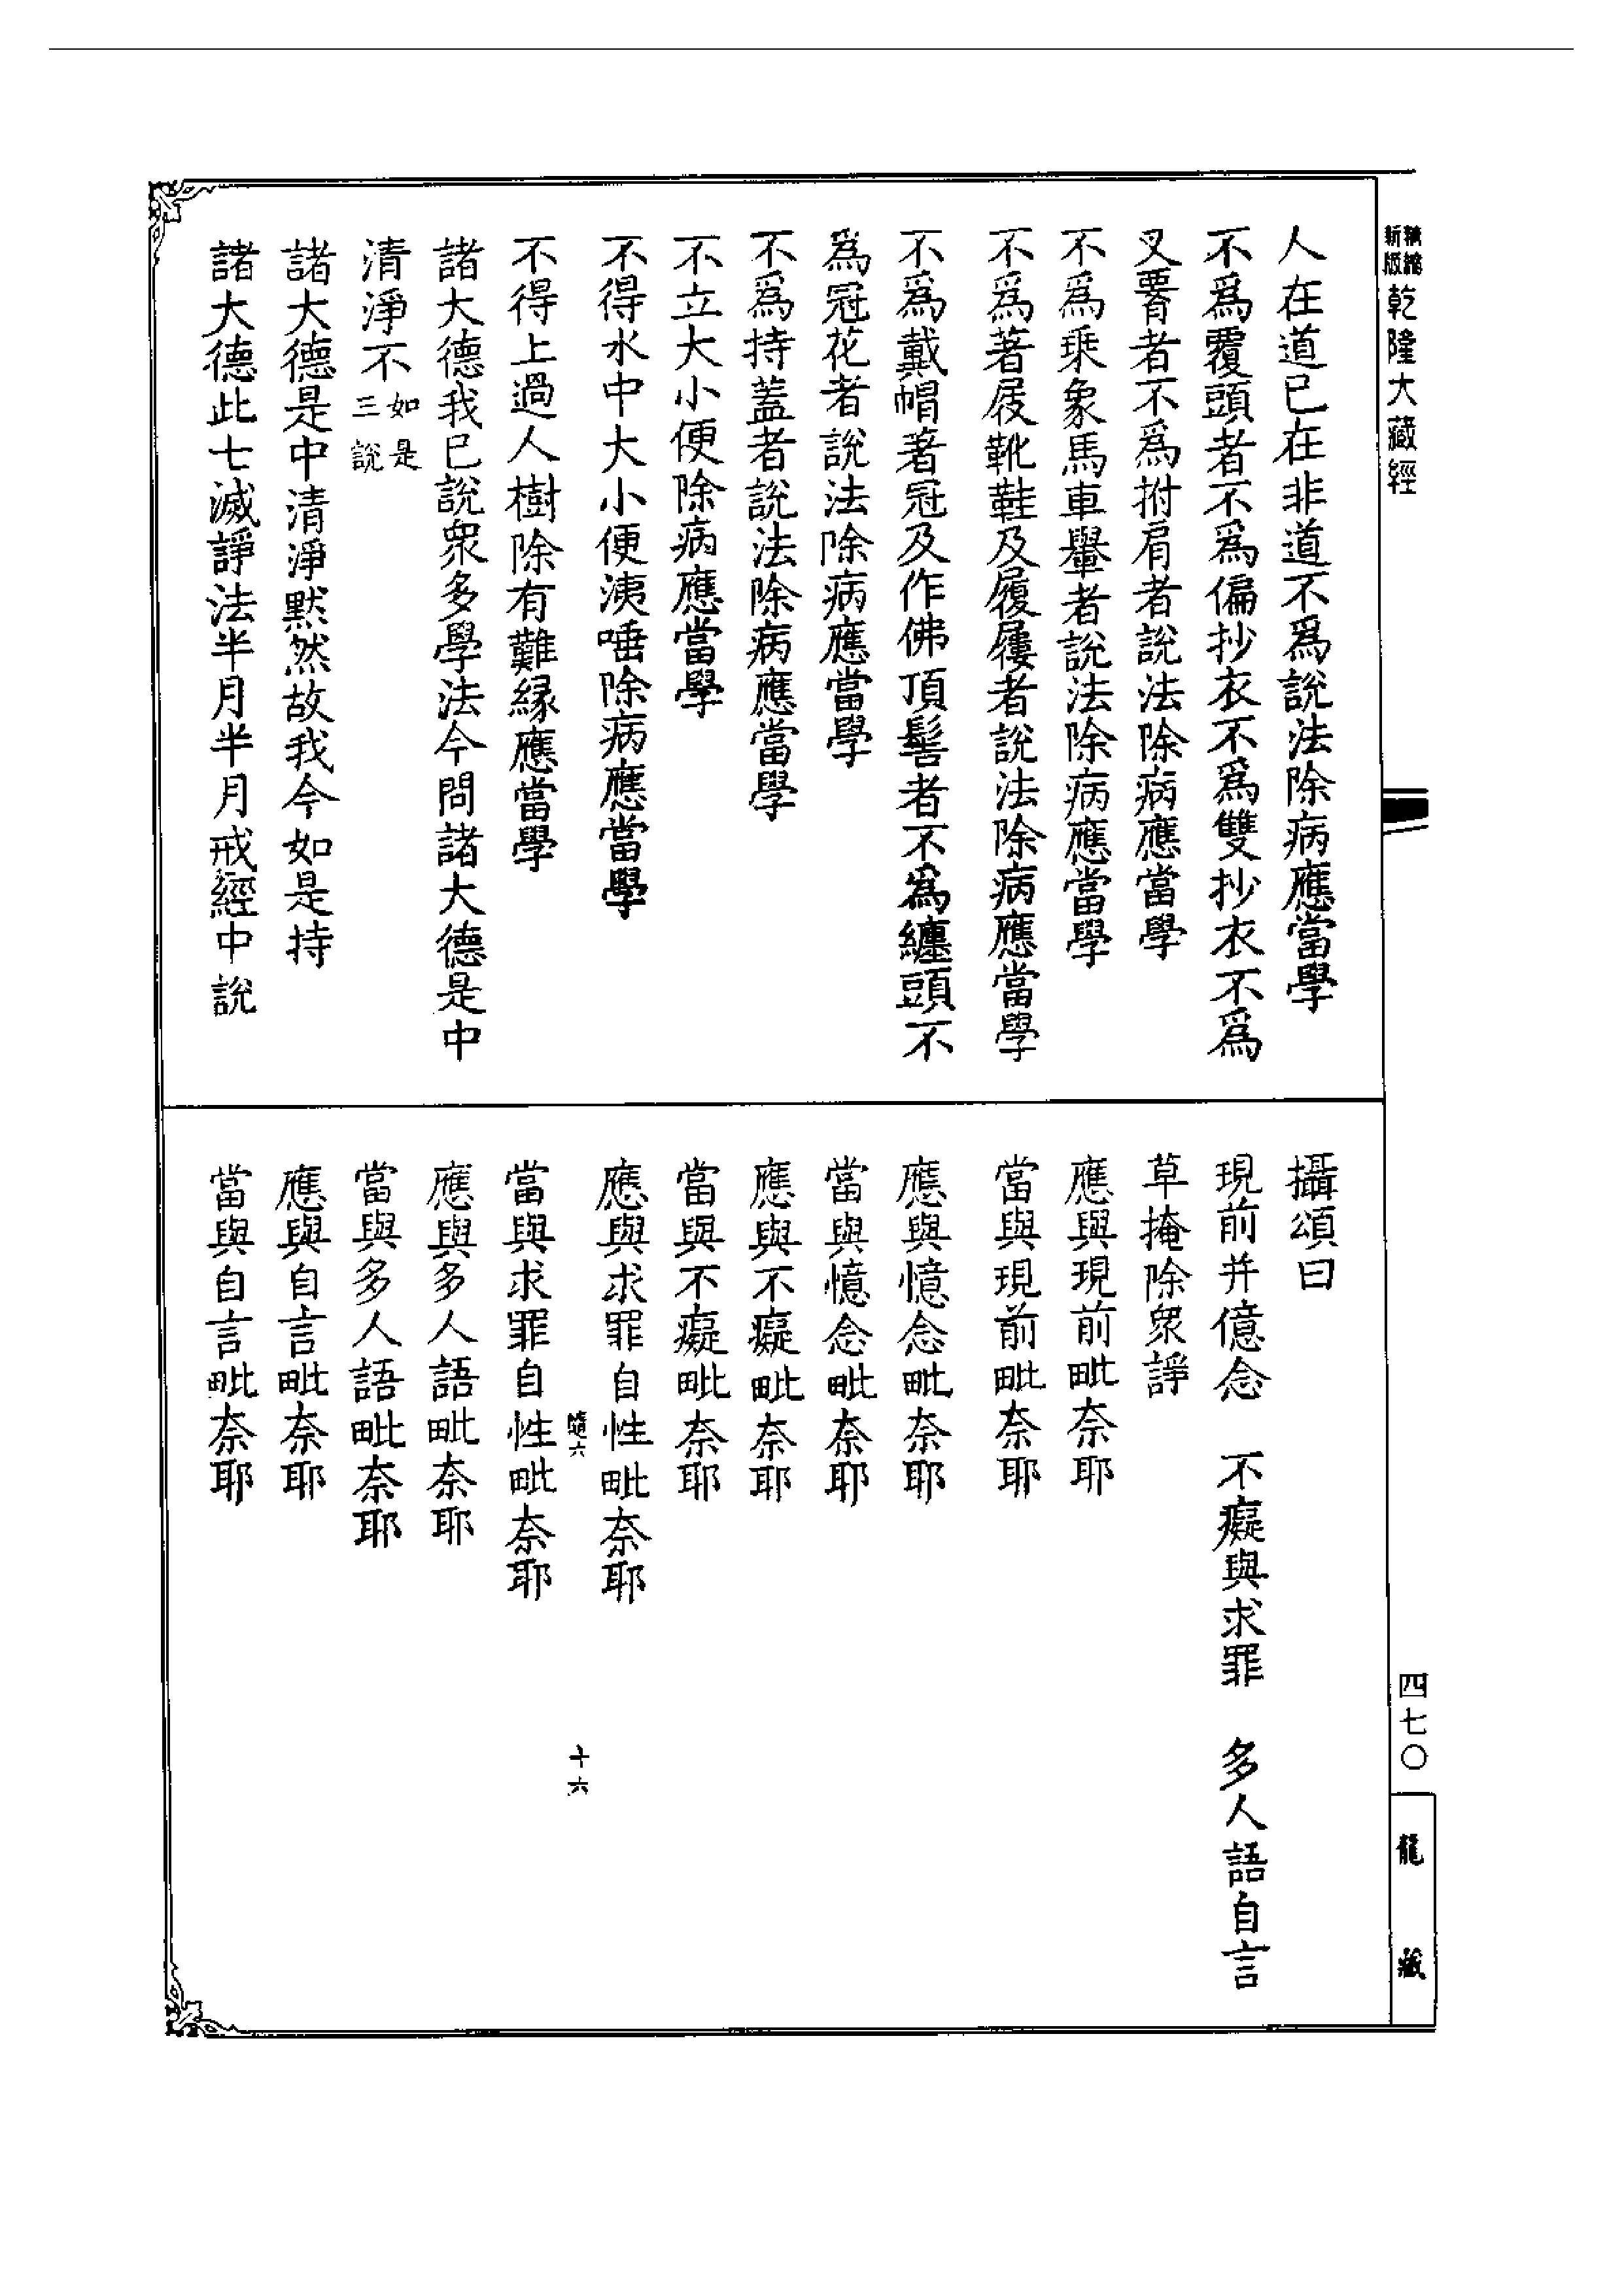 新版精縮乾隆大藏經
人在道己在非道不爲說法除病應當學
不爲覆頭者不爲偏抄衣不爲雙抄衣不爲
叉䇾者不爲拊肩者說法除病應當學
不爲乘象馬車轝者說法除病應當學
不爲著屐靴鞋及履屨者說法除病應當學
不爲戴帽著冠及作佛頂髻者不爲纏頭不
爲冠花者說法除病應當學
不爲持蓋者說法除病應當學
不立大小便除病應當學
不得水中大小便洟唾除病應當學
不得上過人樹除有難緣應當學
諸大德我已說衆多學法今問諸大德是中
清淨不如是三說
諸大德是中清淨默然故我今如是持
諸大德此七滅諍法半月半月戒經中說
攝頌曰
現前并億念　不癡與求罪　多人語自言
草掩除衆諍
應與現前毗奈耶
當與現前毗奈耶
應與憶念毗奈耶
當與憶念毗奈耶
應與不癡毗奈耶
當與不癡毗奈耶
應與求罪自性毗奈耶
隨六　十六
當與求罪自性毗奈耶
應與多人語毗奈耶
當與多人語毗奈耶
應與自言毗奈耶
當與自言毗奈耶
四七〇
龍藏